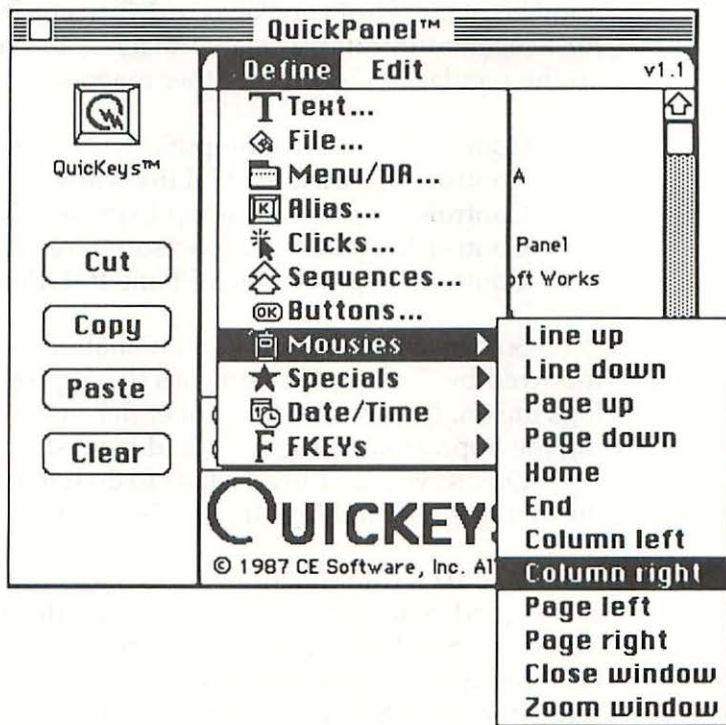 QuickPanel™
QuicKeys™
Cut
Copy
Paste
Clear
Define Edit v1.1
Text...
File...
Menu/DA...
Alias...
Clicks...
Sequences...
Buttons...
Mousies
Specials
Date/Time
FKEYs
A
Panel
oft Works
Line up
Line down
Page up
Page down
Home
End
Column left
Column right
Page left
Page right
Close window
Zoom window
QUICKEYS
© 1987 CE Software, Inc. Al